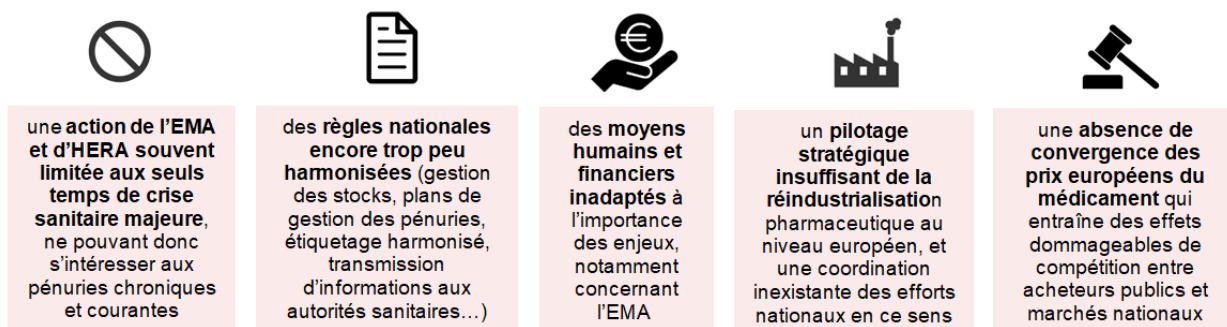 une action de l’EMA
et d’HERA souvent
limitée aux seuls
temps de crise
sanitaire majeure,
ne pouvant donc
s’intéresser aux
pénuries chroniques
et courantes
des règles nationales
encore trop peu
harmonisées (gestion
des stocks, plans de
gestion des pénuries,
étiquetage harmonisé,
transmission
d’informations aux
autorités sanitaires…)
des moyens
humains et
financiers
inadaptés à
l’importance
des enjeux,
notamment
concernant
l’EMA
un pilotage
stratégique
insuffisant de la
réindustrialisation
pharmaceutique au
niveau européen, et
une coordination
inexistante des efforts
nationaux en ce sens
une absence de
convergence des
prix européens du
médicament qui
entraîne des effets
dommageables de
compétition entre
acheteurs publics et
marchés nationaux